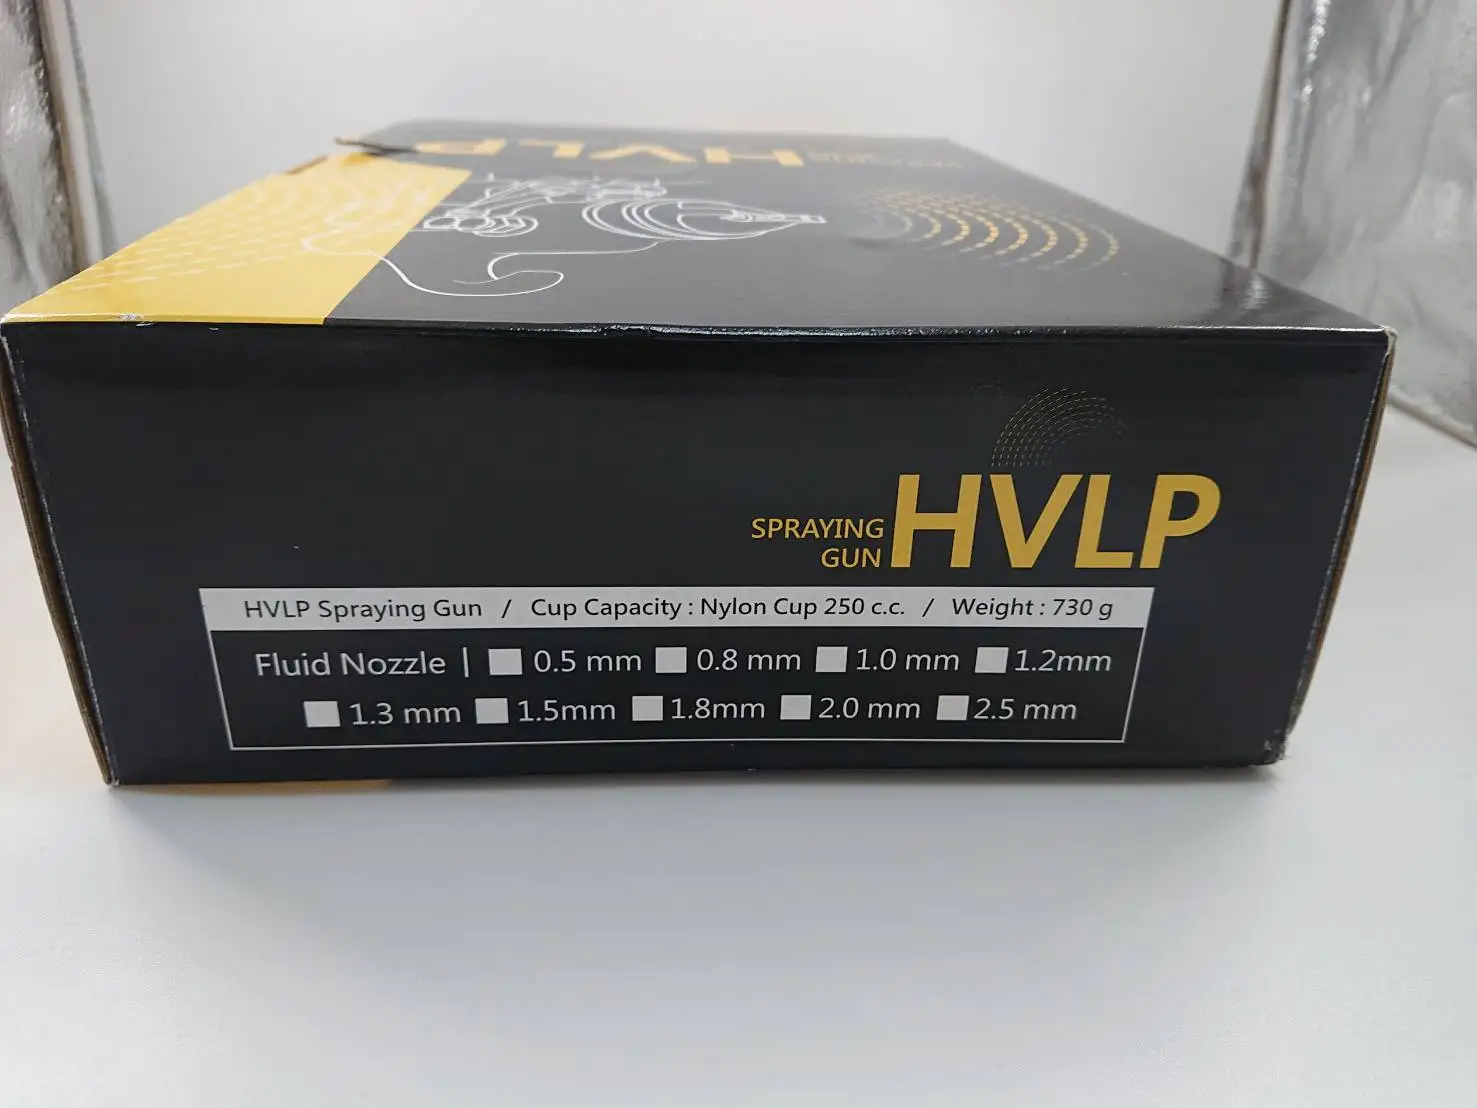 HVLP
SPRAYING
GUN
HVLP
HVLP Spraying Gun / Cup Capacity : Nylon Cup 250 c.c. / Weight : 730 g
Fluid Nozzle | 0.5 mm 0.8 mm 1.0 mm 1.2mm
1.3 mm 1.5mm 1.8mm 2.0 mm 2.5 mm